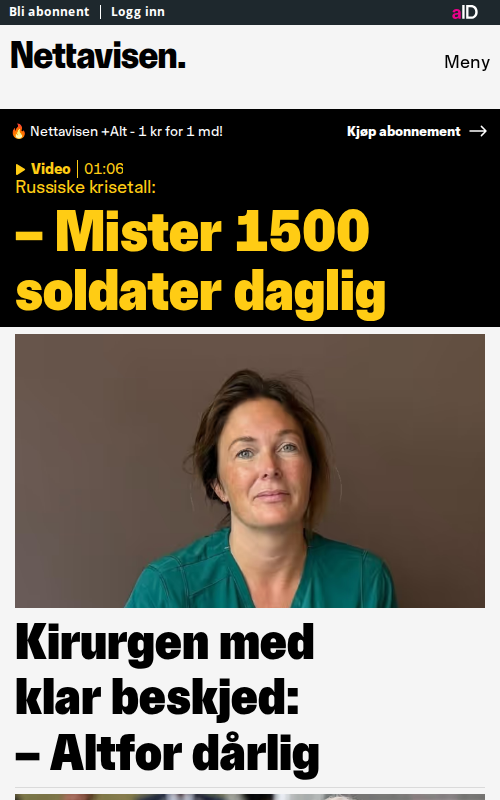 Bli abonnent | Logg inn
aID
Nettavisen.
Meny
🔥 Nettavisen +Alt - 1 kr for 1 md!
Kjøp abonnement →
Video | 01:06
Russiske krisetall:
– Mister 1500
soldater daglig
Kirurgen med
klar beskjed:
– Altfor dårlig